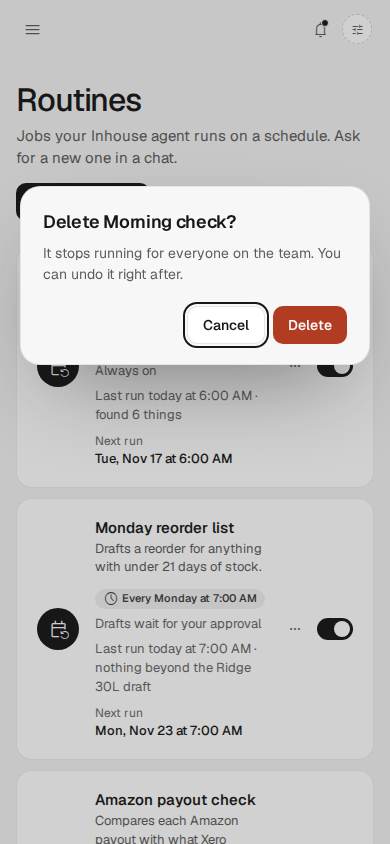 Routines
Jobs your Inhouse agent runs on a schedule. Ask
for a new one in a chat.
Delete Morning check?
It stops running for everyone on the team. You
can undo it right after.
Cancel
Delete
Always on
Last run today at 6:00 AM ·
found 6 things
Next run
Tue, Nov 17 at 6:00 AM
Monday reorder list
Drafts a reorder for anything
with under 21 days of stock.
Every Monday at 7:00 AM
Drafts wait for your approval
Last run today at 7:00 AM ·
nothing beyond the Ridge
30L draft
Next run
Mon, Nov 23 at 7:00 AM
Amazon payout check
Compares each Amazon
payout with what Xero